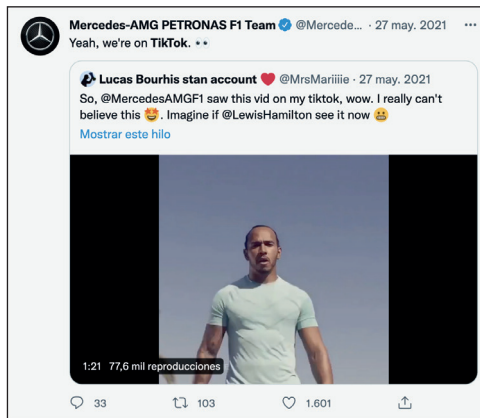 Mercedes-AMG PETRONAS F1 Team @Mercede... · 27 may. 2021
Yeah, we're on TikTok. 👀
Lucas Bourhis stan account ❤️ @MrsMariiiie · 27 may. 2021
So, @MercedesAMGF1 saw this vid on my tiktok, wow. I really can't
believe this 🤩. Imagine if @LewisHamilton see it now 😬
Mostrar este hilo
1:21 77,6 mil reproducciones
33 103 1.601